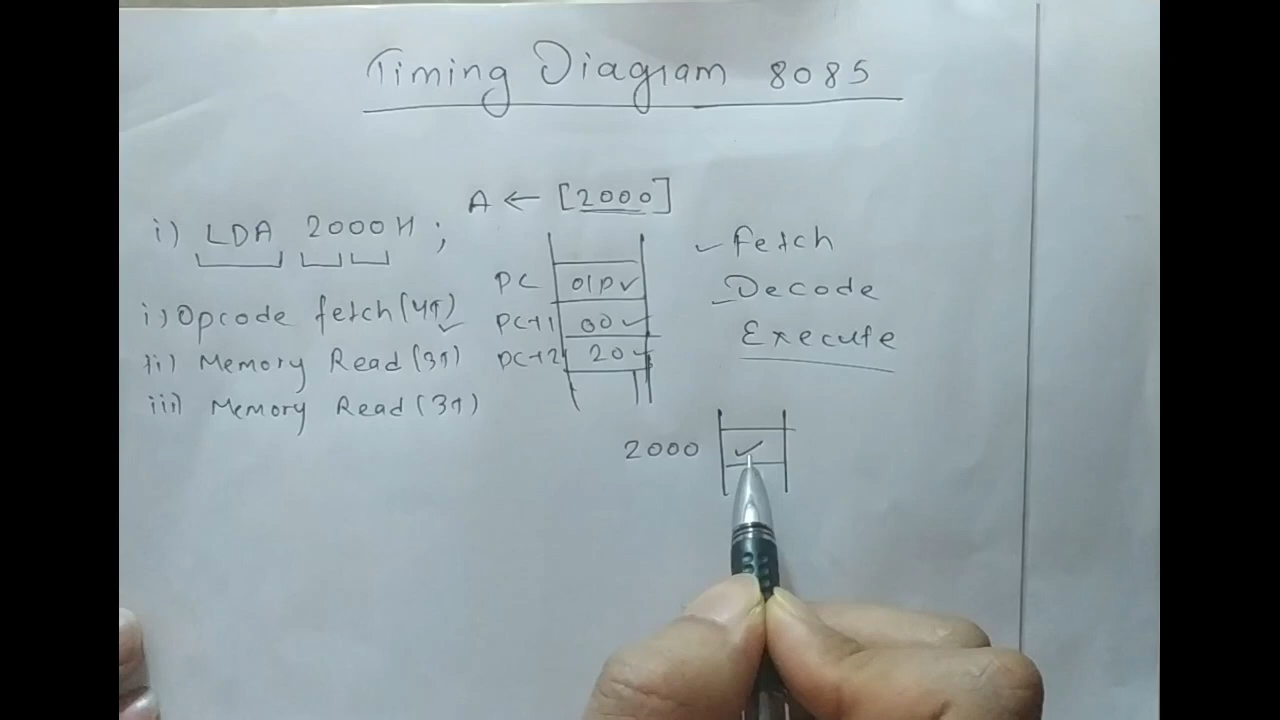 Timing Diagram 8085
A ← [2000]
i) LDA 2000H ;
i) Opcode fetch (4T)
ii) Memory Read (3T)
iii) Memory Read (3T)
PC O/P
PC+1 00
PC+2 20
Fetch
Decode
Execute
2000